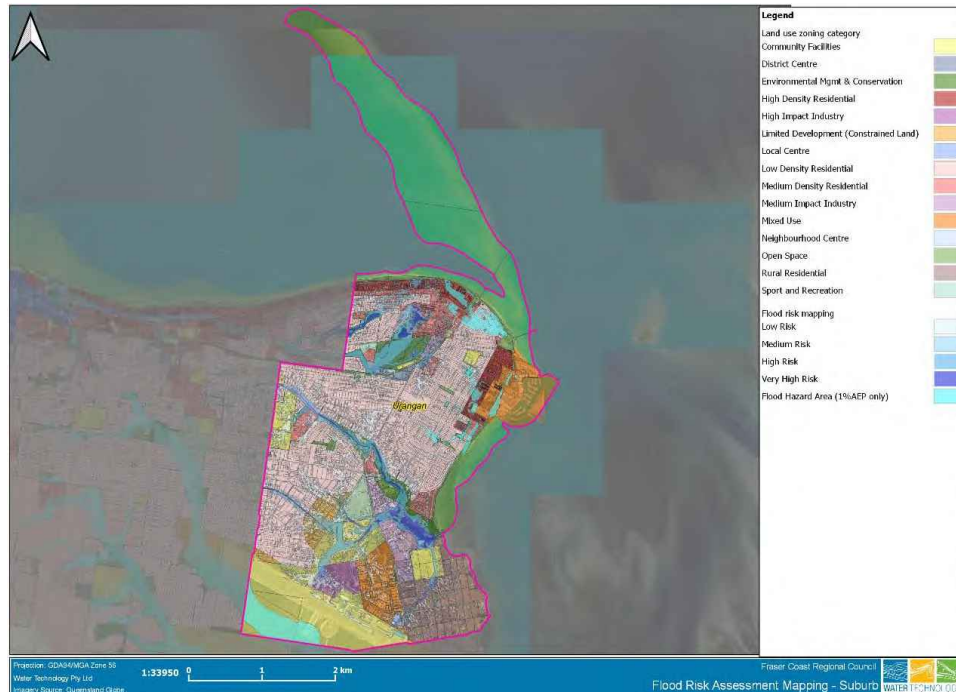 Legend
Land use zoning category
Community Facilities
District Centre
Environmental Mgmt & Conservation
High Density Residential
High Impact Industry
Limited Development (Constrained Land)
Local Centre
Low Density Residential
Medium Density Residential
Medium Impact Industry
Mixed Use
Neighbourhood Centre
Open Space
Rural Residential
Sport and Recreation
Flood risk mapping
Low Risk
Medium Risk
High Risk
Very High Risk
Flood Hazard Area (1%AEP only)
Urangan
Projection: GDA94/MGA Zone 56
Water Technology Pty Ltd
Imagery Source: Queensland Globe
1:33950 0 1 2 km
Fraser Coast Regional Council
Flood Risk Assessment Mapping - Suburb
WATER TECHNOLOGY